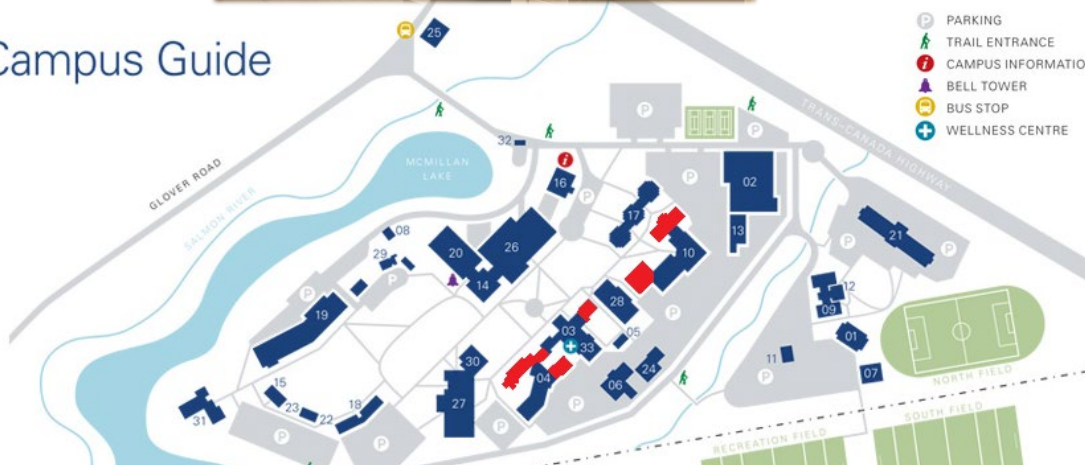 Campus Guide
PARKING
TRAIL ENTRANCE
CAMPUS INFORMATIO
BELL TOWER
BUS STOP
WELLNESS CENTRE
P
i
25
GLOVER ROAD
SALMON RIVER
MCMILLAN
LAKE
TRANS-CANADA HIGHWAY
32
i
16
P
P
P
P
P
02
17
13
10
21
P
P
08
29
20
26
14
P
P
19
28
P
12
09
03
33
05
01
30
04
24
06
11
P
07
15
23
22
18
31
27
P
P
P
P
NORTH FIELD
SOUTH FIELD
RECREATION FIELD